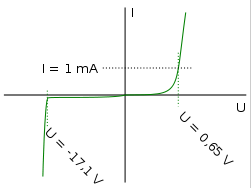 I
I = 1 mA
U
U = -17,1 V
U = 0,65 V